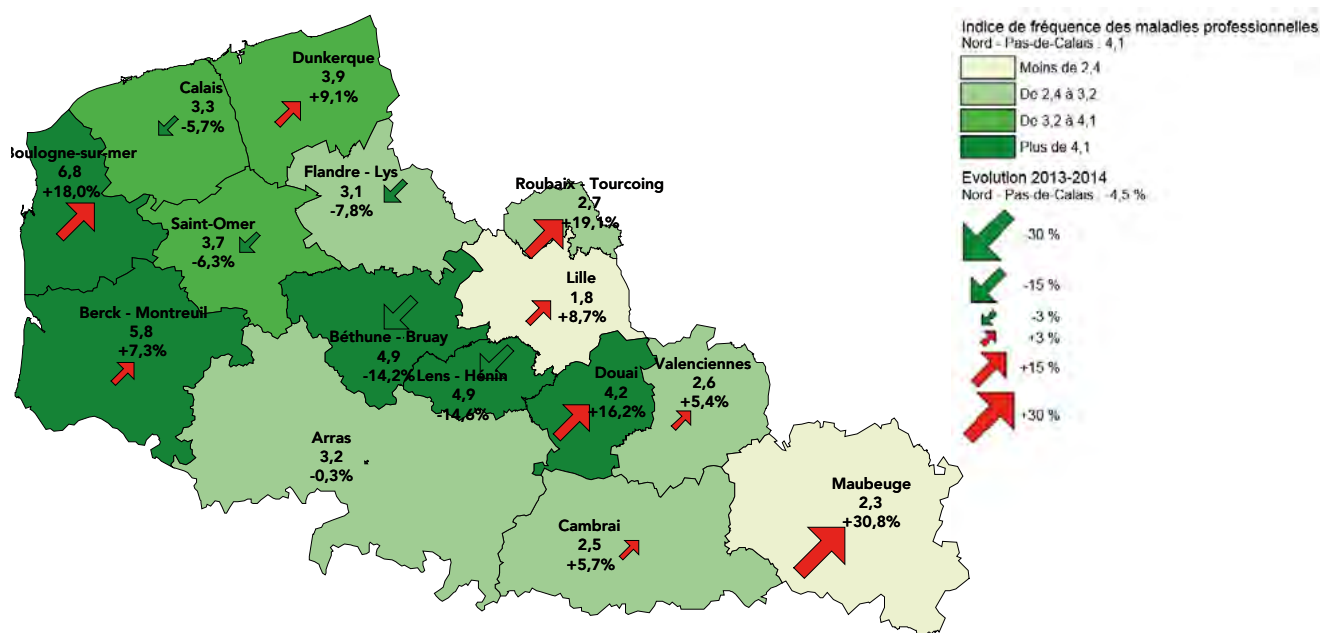 Dunkerque
3,9
+9,1%
Calais
3,3
-5,7%
Boulogne-sur-mer
6,8
+18,0%
Flandre - Lys
3,1
-7,8%
Roubaix - Tourcoing
2,7
+19,1%
Saint-Omer
3,7
-6,3%
Lille
1,8
+8,7%
Berck - Montreuil
5,8
+7,3%
Béthune - Bruay
4,9
-14,2%
Lens - Hénin
4,9
-14,6%
Douai
4,2
+16,2%
Valenciennes
2,6
+5,4%
Arras
3,2
-0,3%
Maubeuge
2,3
+30,8%
Cambrai
2,5
+5,7%
Indice de fréquence des maladies professionnelles
Nord - Pas-de-Calais : 4,1
Moins de 2,4
De 2,4 à 3,2
De 3,2 à 4,1
Plus de 4,1
Evolution 2013-2014
Nord - Pas-de-Calais : -4,5 %
-30 %
-15 %
-3 %
+3 %
+15 %
+30 %